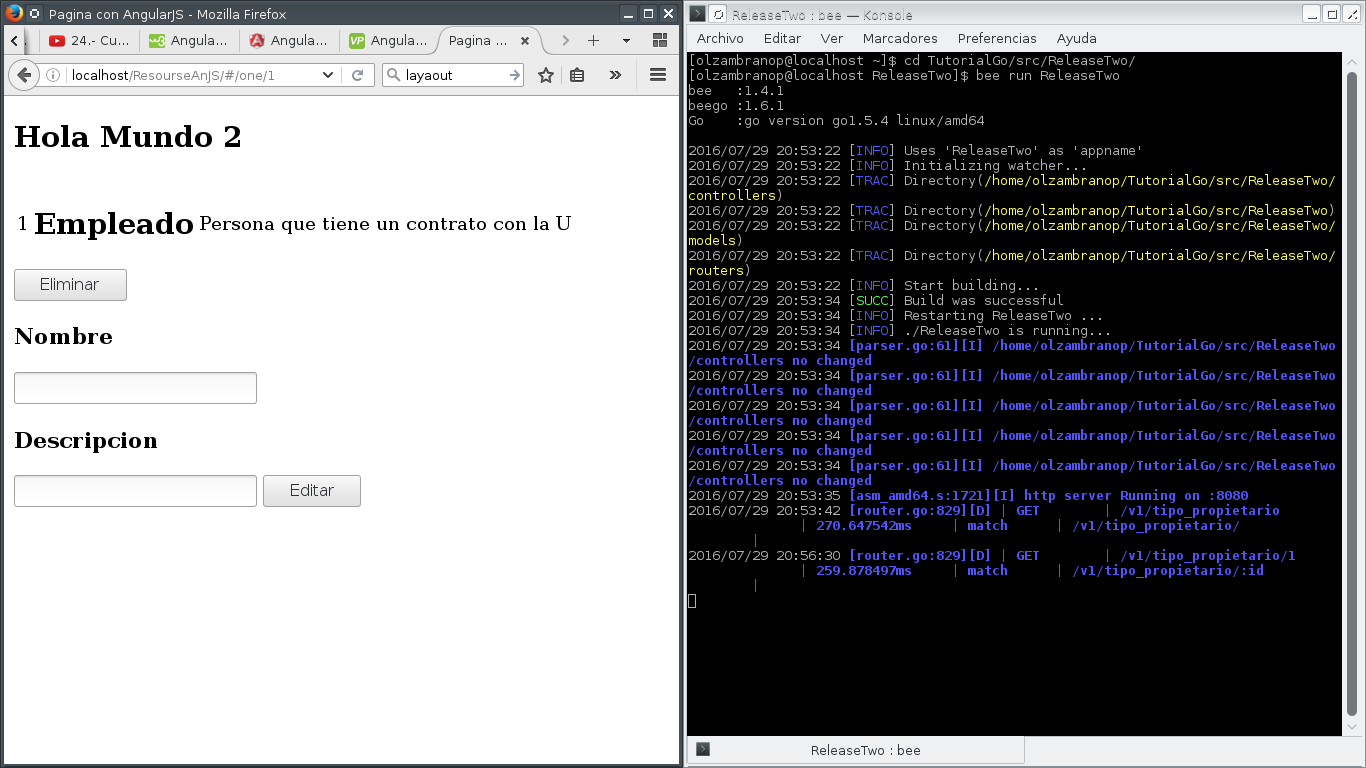 Pagina con AngularJS - Mozilla Firefox
24.- Cu...
Angula...
Angula...
Angula...
Pagina ...
localhost/ResourseAnJS/#/one/1
layaout
Hola Mundo 2
1 Empleado Persona que tiene un contrato con la U
Eliminar
Nombre
Descripcion
Editar
ReleaseTwo : bee — Konsole
Archivo Editar Ver Marcadores Preferencias Ayuda
[olzambranop@localhost ~]$ cd TutorialGo/src/ReleaseTwo/
[olzambranop@localhost ReleaseTwo]$ bee run ReleaseTwo
bee   :1.4.1
beego :1.6.1
Go    :go version go1.5.4 linux/amd64
2016/07/29 20:53:22 [INFO] Uses 'ReleaseTwo' as 'appname'
2016/07/29 20:53:22 [INFO] Initializing watcher...
2016/07/29 20:53:22 [TRAC] Directory(/home/olzambranop/TutorialGo/src/ReleaseTwo/
controllers)
2016/07/29 20:53:22 [TRAC] Directory(/home/olzambranop/TutorialGo/src/ReleaseTwo)
2016/07/29 20:53:22 [TRAC] Directory(/home/olzambranop/TutorialGo/src/ReleaseTwo/
models)
2016/07/29 20:53:22 [TRAC] Directory(/home/olzambranop/TutorialGo/src/ReleaseTwo/
routers)
2016/07/29 20:53:22 [INFO] Start building...
2016/07/29 20:53:34 [SUCC] Build was successful
2016/07/29 20:53:34 [INFO] Restarting ReleaseTwo ...
2016/07/29 20:53:34 [INFO] ./ReleaseTwo is running...
2016/07/29 20:53:34 [parser.go:61][I] /home/olzambranop/TutorialGo/src/ReleaseTwo
/controllers no changed
2016/07/29 20:53:34 [parser.go:61][I] /home/olzambranop/TutorialGo/src/ReleaseTwo
/controllers no changed
2016/07/29 20:53:34 [parser.go:61][I] /home/olzambranop/TutorialGo/src/ReleaseTwo
/controllers no changed
2016/07/29 20:53:34 [parser.go:61][I] /home/olzambranop/TutorialGo/src/ReleaseTwo
/controllers no changed
2016/07/29 20:53:34 [parser.go:61][I] /home/olzambranop/TutorialGo/src/ReleaseTwo
/controllers no changed
2016/07/29 20:53:35 [asm_amd64.s:1721][I] http server Running on :8080
2016/07/29 20:53:42 [router.go:829][D] | GET        | /v1/tipo_propietario
| 270.647542ms     | match      | /v1/tipo_propietario/
|
2016/07/29 20:56:30 [router.go:829][D] | GET        | /v1/tipo_propietario/1
| 259.878497ms     | match      | /v1/tipo_propietario/:id
|
ReleaseTwo : bee